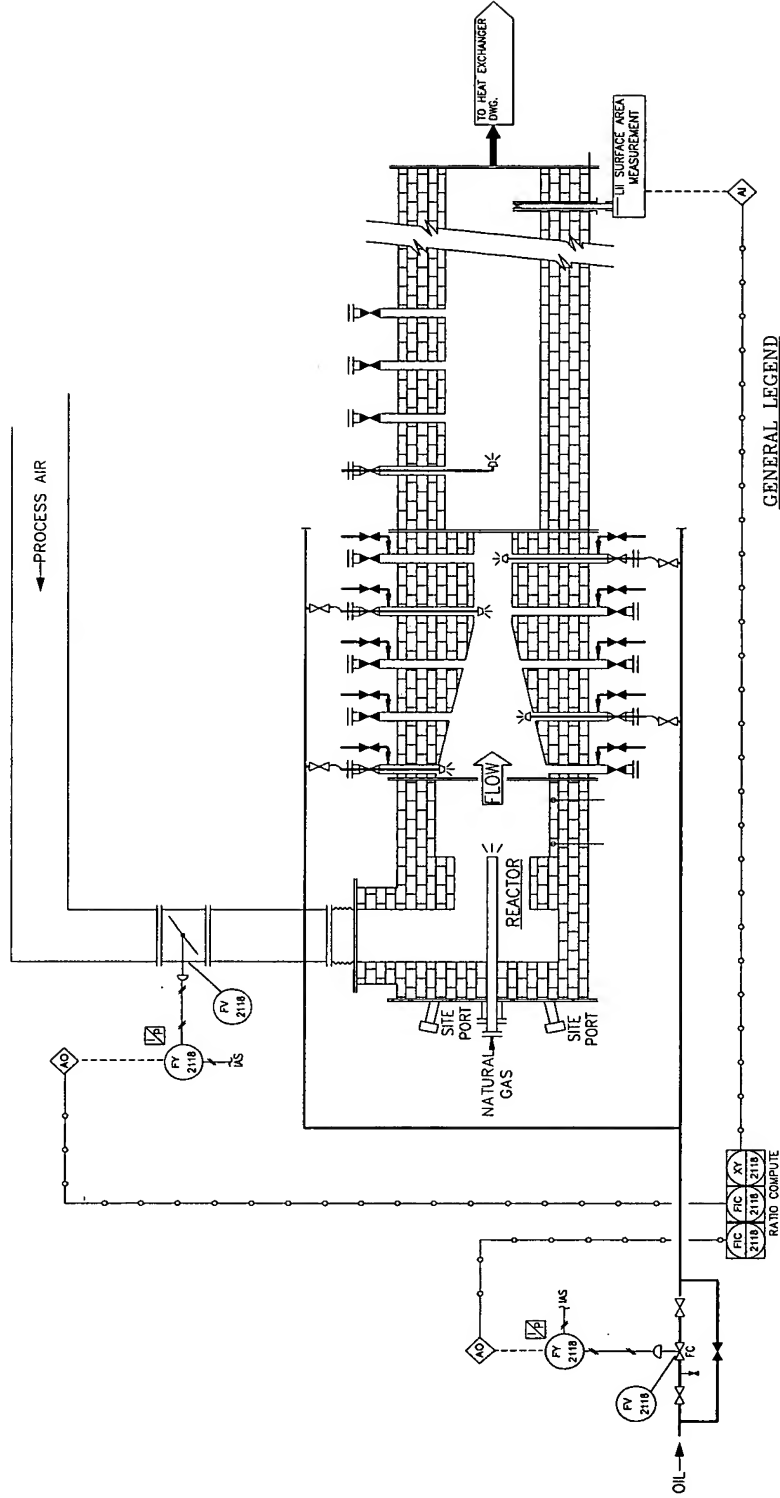 PROCESS AIR
TO HEAT EXCHANGER
DWG.
LII SURFACE AREA
MEASUREMENT
AI
AO
I/P
FY
2118
IAS
FV
2118
FLOW
REACTOR
SITE
PORT
NATURAL
GAS
SITE
PORT
AO
I/P
FY
2118
IAS
FV
2118
FC
OIL
FIC
2118
FIC
2118
XY
2118
RATIO COMPUTE
GENERAL LEGEND